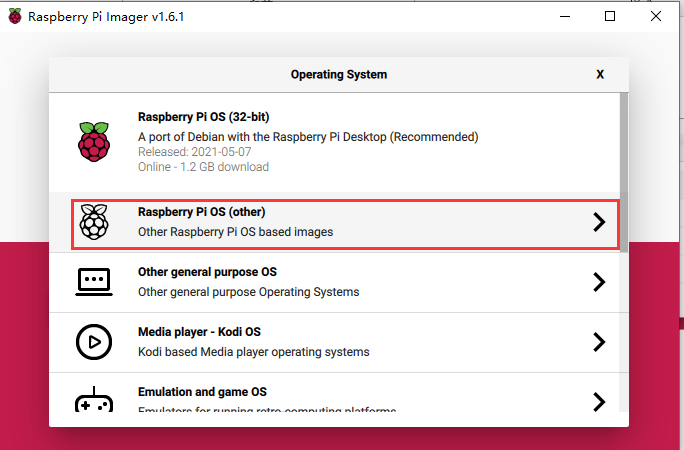 Raspberry Pi Imager v1.6.1
Operating System
X
Raspberry Pi OS (32-bit)
A port of Debian with the Raspberry Pi Desktop (Recommended)
Released: 2021-05-07
Online - 1.2 GB download
Raspberry Pi OS (other)
Other Raspberry Pi OS based images
Other general purpose OS
Other general purpose Operating Systems
Media player - Kodi OS
Kodi based Media player operating systems
Emulation and game OS
Emulators for running retro-computing platforms